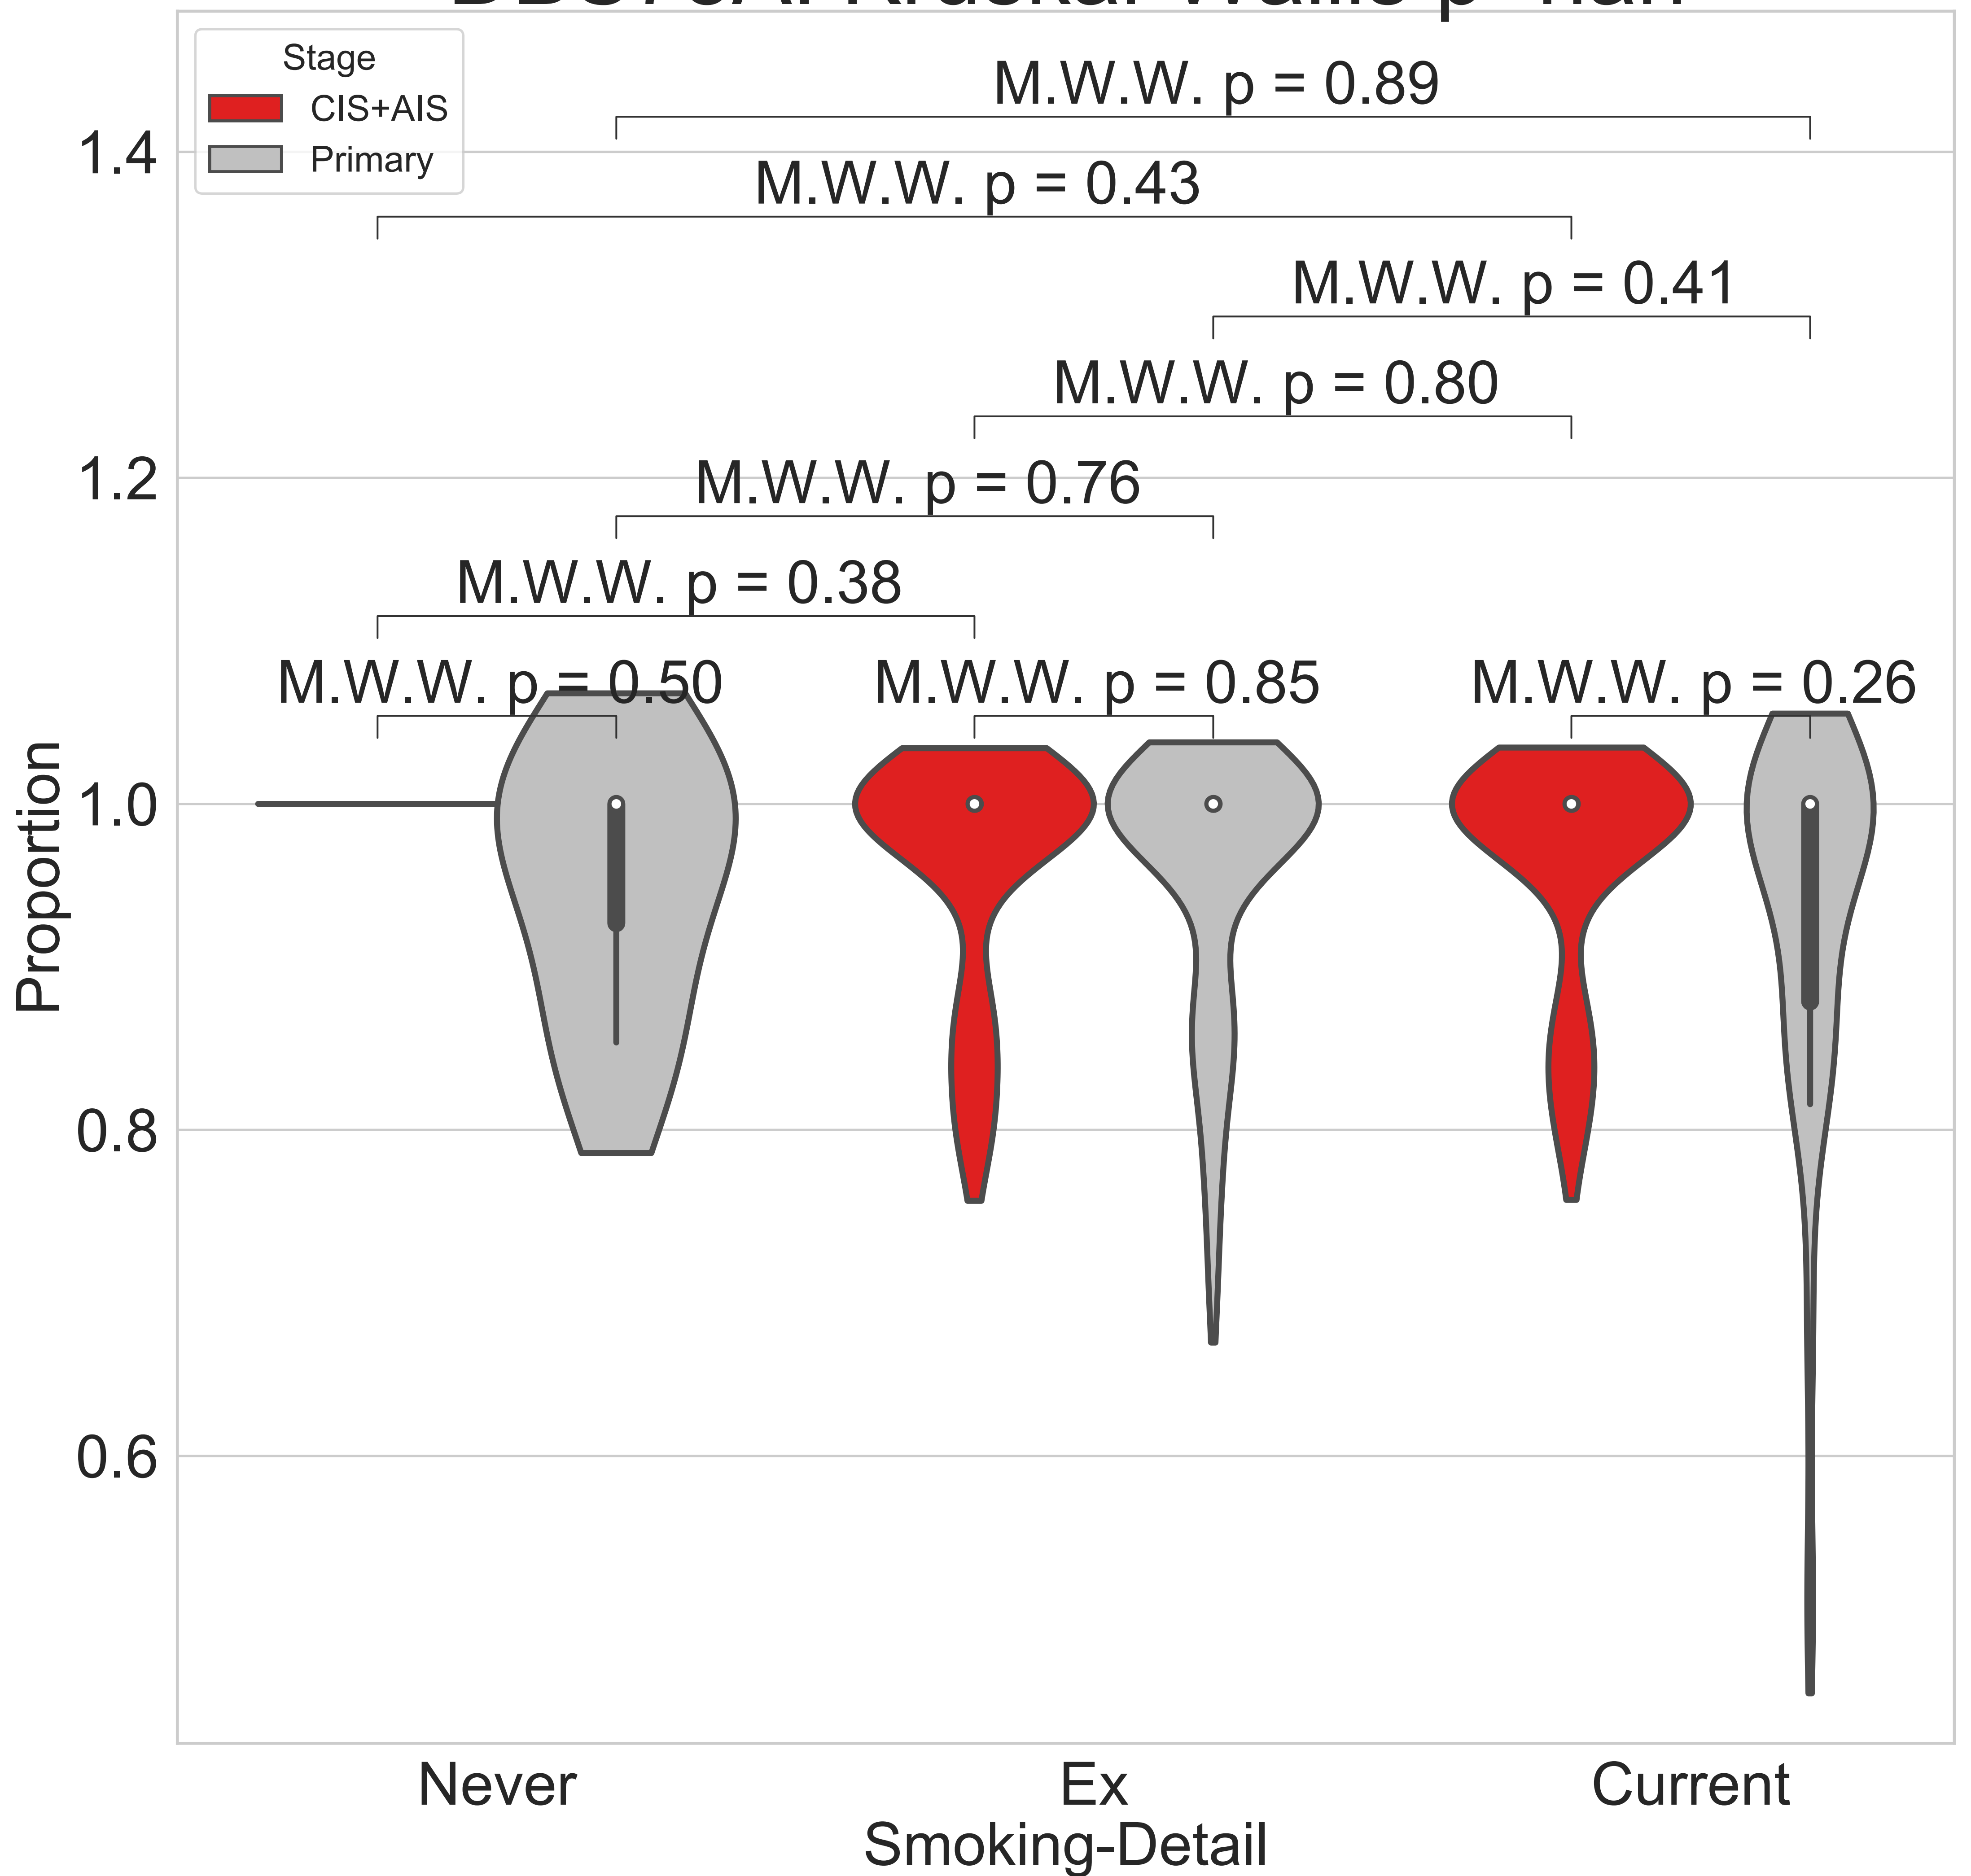 Stage
CIS+AIS
Primary
M.W.W. p = 0.89
M.W.W. p = 0.43
M.W.W. p = 0.41
M.W.W. p = 0.80
M.W.W. p = 0.76
M.W.W. p = 0.38
M.W.W. p = 0.50
M.W.W. p = 0.85
M.W.W. p = 0.26
1.4
1.2
1.0
0.8
0.6
Proportion
Never
Ex
Current
Smoking-Detail